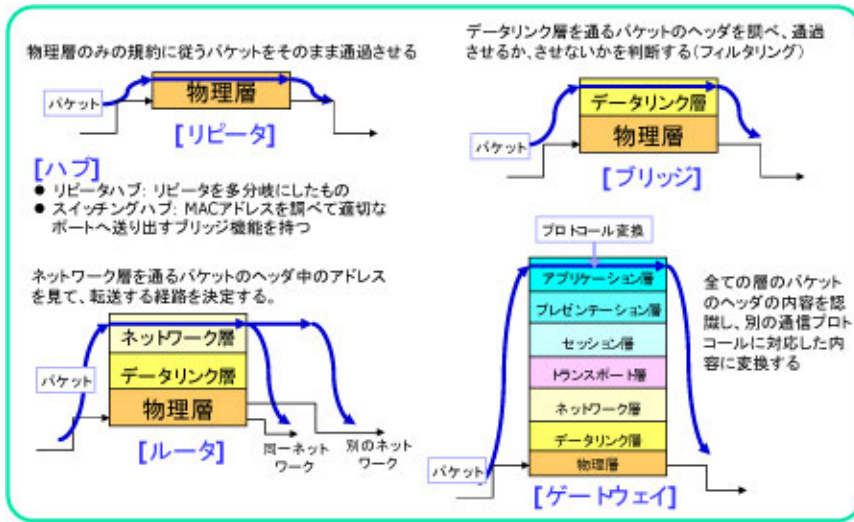 物理層のみの規約に従うパケットをそのまま通過させる
パケット
物理層
[リピータ]
[ハブ]
● リピータハブ: リピータを多分岐にしたもの
● スイッチングハブ: MACアドレスを調べて適切な
ポートへ送り出すブリッジ機能を持つ
データリンク層を通るパケットのヘッダを調べ、通過
させるか、させないかを判断する(フィルタリング)
データリンク層
パケット
物理層
[ブリッジ]
ネットワーク層を通るパケットのヘッダ中のアドレス
を見て、転送する経路を決定する。
ネットワーク層
パケット
データリンク層
物理層
[ルータ]
同一ネット
ワーク
別のネット
ワーク
プロトコール変換
アプリケーション層
プレゼンテーション層
セッション層
トランスポート層
ネットワーク層
データリンク層
パケット
物理層
[ゲートウェイ]
全ての層のパケット
のヘッダの内容を認
識し、別の通信プロト
コールに対応した内
容に変換する